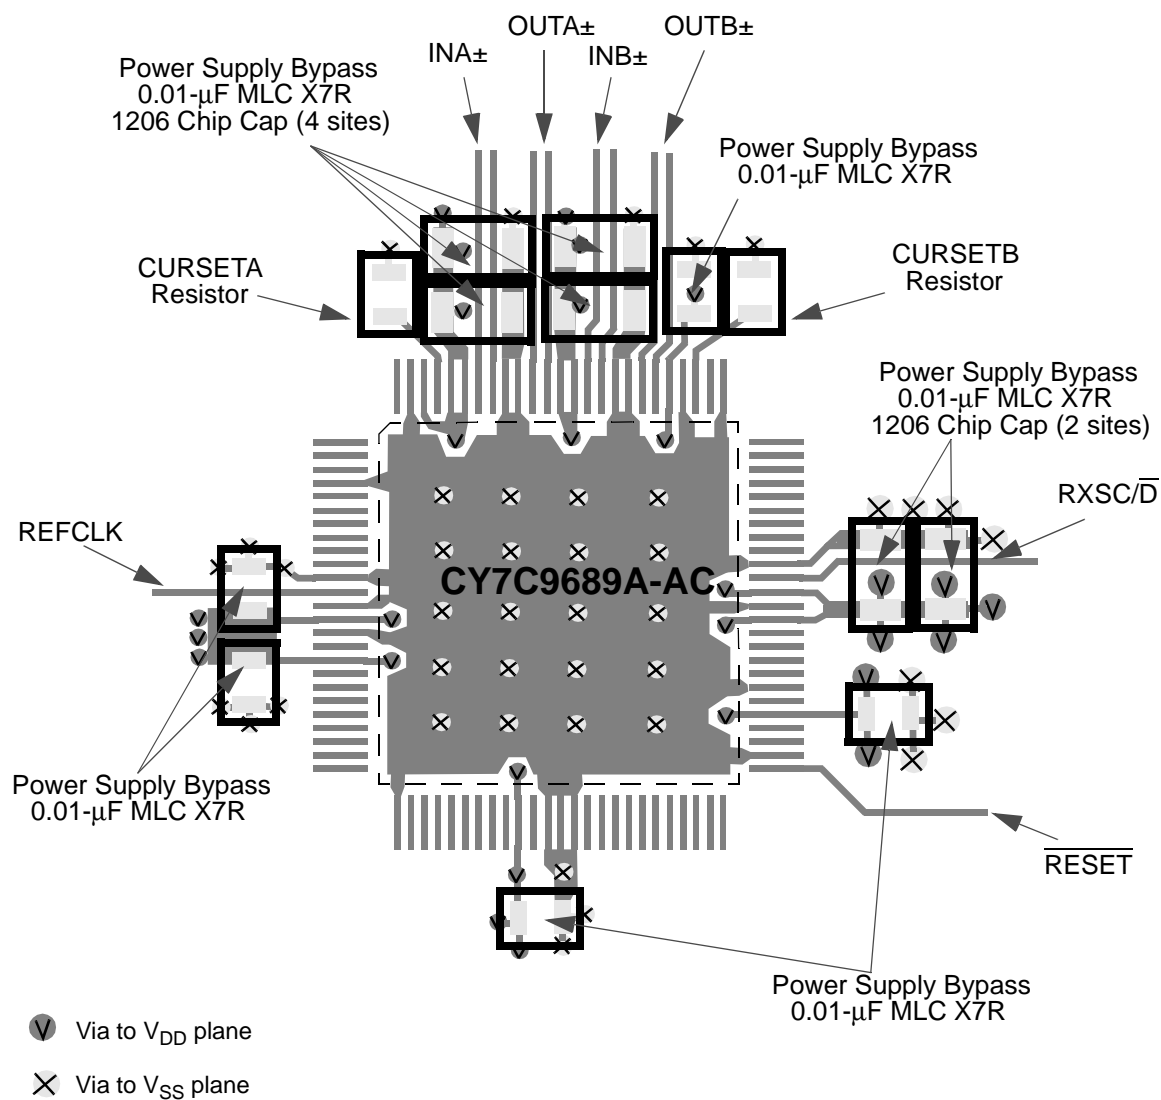 OUTA± OUTB±
INA± INB±
Power Supply Bypass
0.01-μF MLC X7R
1206 Chip Cap (4 sites)
Power Supply Bypass
0.01-μF MLC X7R
CURSETA
Resistor
CURSETB
Resistor
Power Supply Bypass
0.01-μF MLC X7R
1206 Chip Cap (2 sites)
RXSC/D̅
REFCLK
CY7C9689A-AC
Power Supply Bypass
0.01-μF MLC X7R
R̅E̅S̅E̅T̅
Power Supply Bypass
0.01-μF MLC X7R
V Via to VDD plane
X Via to VSS plane